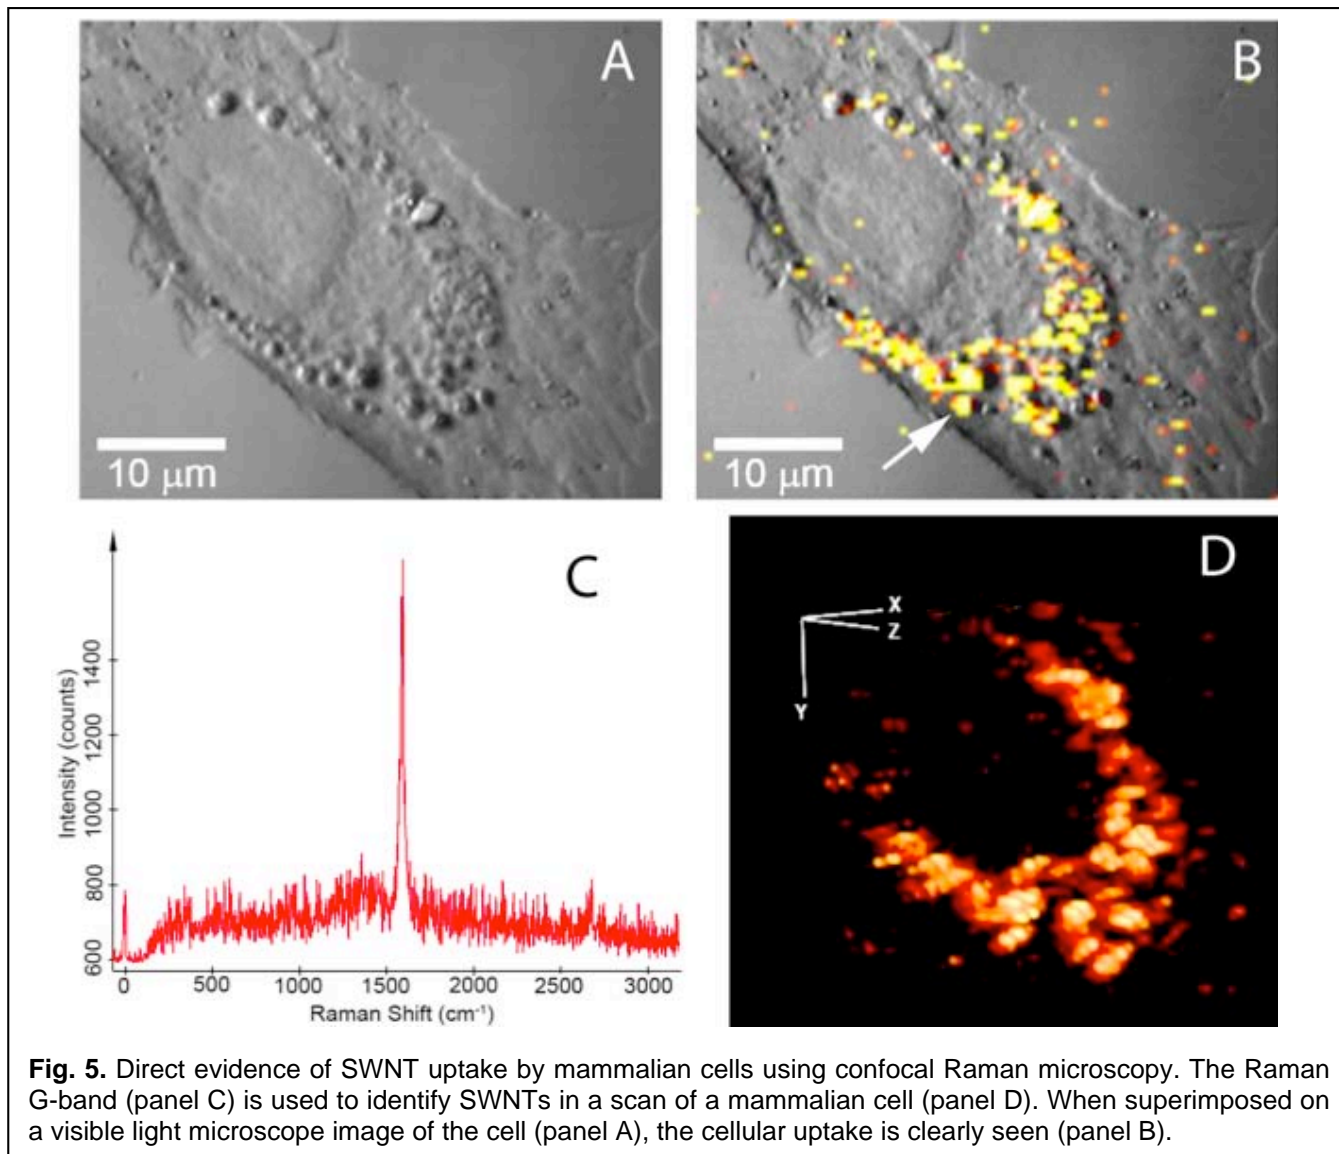 A
B
10 μm
10 μm
C
D
X
Z
Y
Intensity (counts)
1400
1200
1000
800
600
0 500 1000 1500 2000 2500 3000
Raman Shift (cm⁻¹)
Fig. 5. Direct evidence of SWNT uptake by mammalian cells using confocal Raman microscopy. The Raman
G-band (panel C) is used to identify SWNTs in a scan of a mammalian cell (panel D). When superimposed on
a visible light microscope image of the cell (panel A), the cellular uptake is clearly seen (panel B).